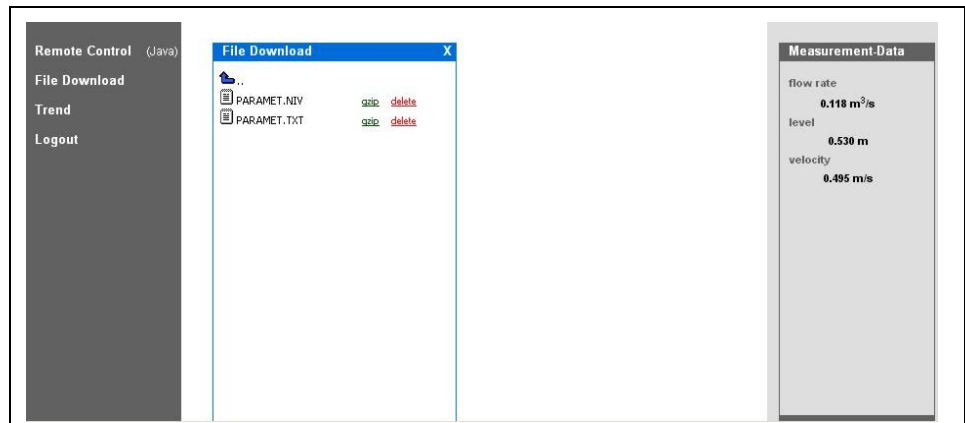 Remote Control (Java)
File Download
Trend
Logout
File Download X
..
PARAMET.NIV gzip delete
PARAMET.TXT gzip delete
Measurement-Data
flow rate
0.118 m³/s
level
0.530 m
velocity
0.495 m/s